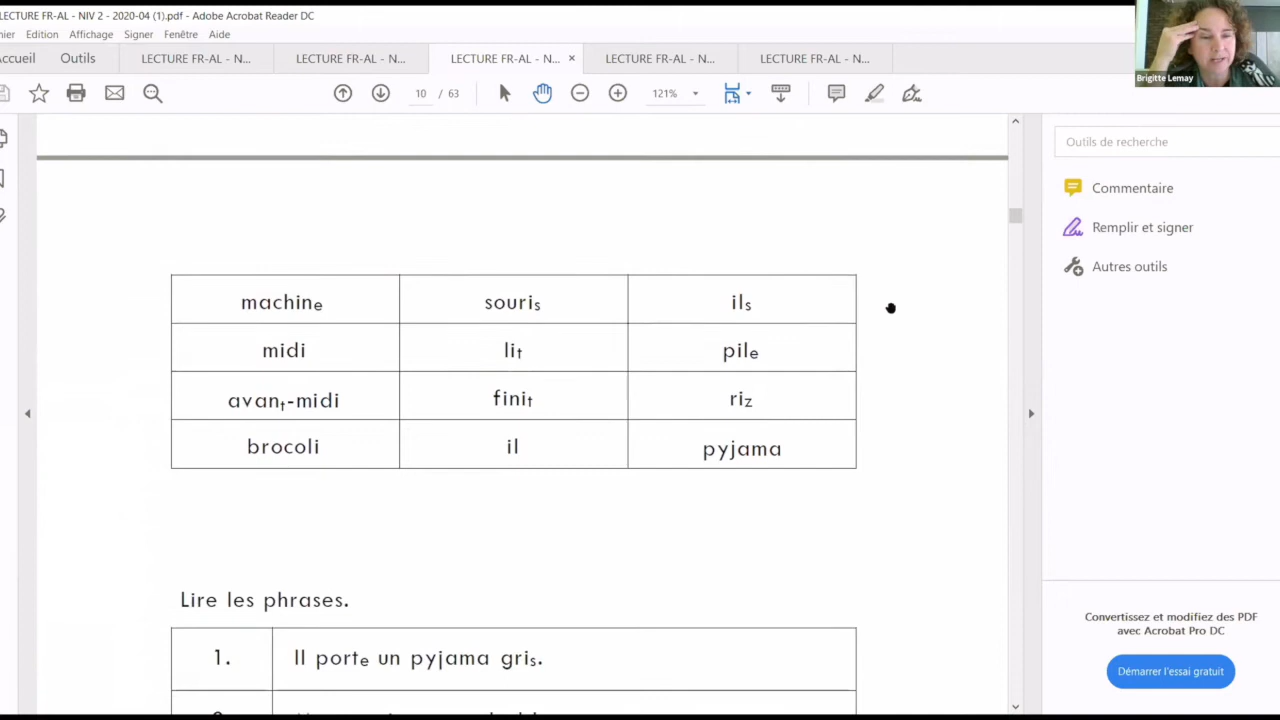 LECTURE FR-AL - NIV 2 - 2020-04 (1).pdf - Adobe Acrobat Reader DC
Edition Affichage Signer Fenêtre Aide
Outils LECTURE FR-AL - N... LECTURE FR-AL - N... LECTURE FR-AL - N... × LECTURE FR-AL - N... LECTURE FR-AL - N...
Brigitte Lemay
10 / 63 121%
Outils de recherche
Commentaire
Remplir et signer
Autres outils
machine souris ils
midi lit pile
avant-midi finit riz
brocoli il pyjama
Lire les phrases.
1. Il porte un pyjama gris.
Convertissez et modifiez des PDF
avec Acrobat Pro DC
Démarrer l'essai gratuit